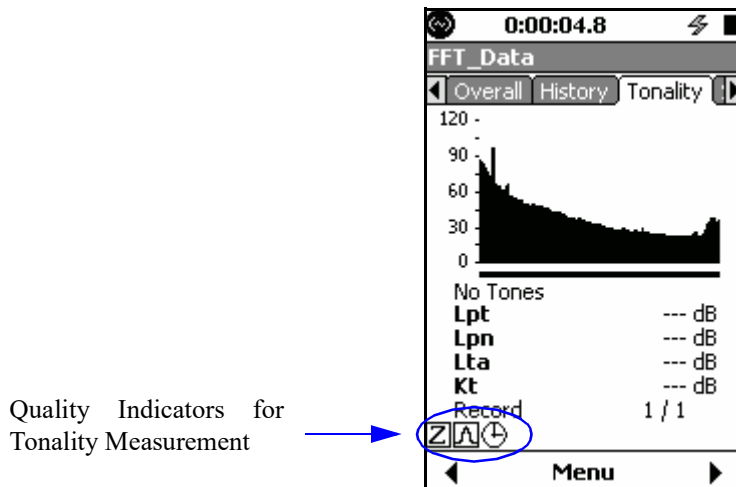 0:00:04.8
FFT_Data
Overall History Tonality
120
90
60
30
0
No Tones
Lpt --- dB
Lpn --- dB
Lta --- dB
Kt --- dB
Record 1 / 1
Quality Indicators for
Tonality Measurement
Z
Menu